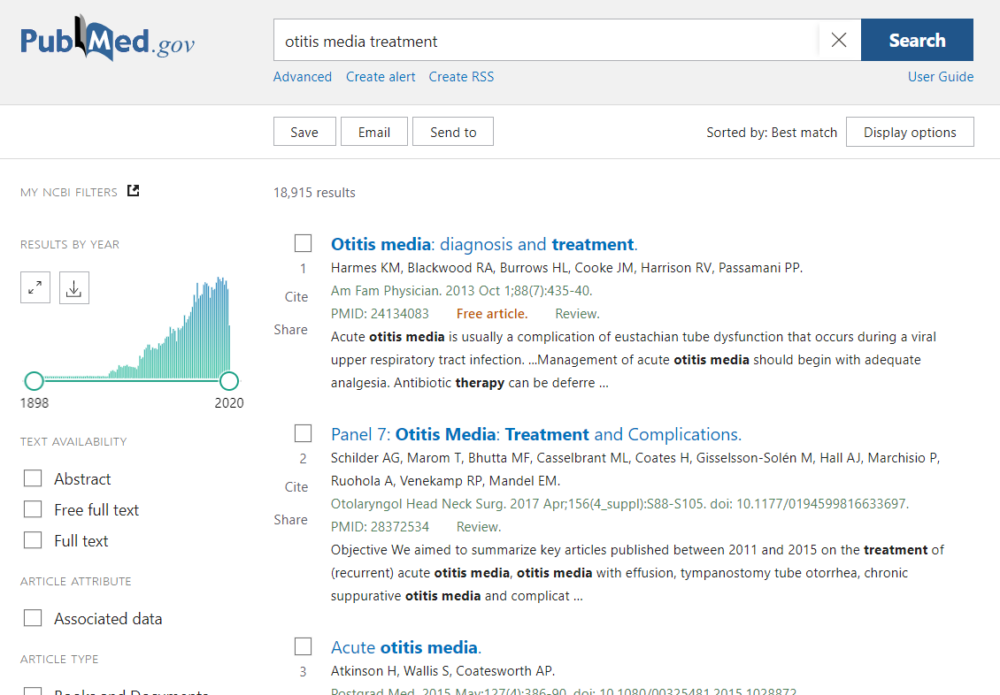 PubMed.gov
otitis media treatment
Search
Advanced Create alert Create RSS
User Guide
Save Email Send to
Sorted by: Best match Display options
MY NCBI FILTERS
18,915 results
RESULTS BY YEAR
1898 2020
TEXT AVAILABILITY
Abstract
Free full text
Full text
ARTICLE ATTRIBUTE
Associated data
ARTICLE TYPE
Books and Documents
Otitis media: diagnosis and treatment.
1
Cite
Share
Harmes KM, Blackwood RA, Burrows HL, Cooke JM, Harrison RV, Passamani PP.
Am Fam Physician. 2013 Oct 1;88(7):435-40.
PMID: 24134083 Free article. Review.
Acute otitis media is usually a complication of eustachian tube dysfunction that occurs during a viral
upper respiratory tract infection. ...Management of acute otitis media should begin with adequate
analgesia. Antibiotic therapy can be deferre ...
Panel 7: Otitis Media: Treatment and Complications.
2
Cite
Share
Schilder AG, Marom T, Bhutta MF, Casselbrant ML, Coates H, Gisselsson-Solén M, Hall AJ, Marchisio P,
Ruohola A, Venekamp RP, Mandel EM.
Otolaryngol Head Neck Surg. 2017 Apr;156(4_suppl):S88-S105. doi: 10.1177/0194599816633697.
PMID: 28372534 Review.
Objective We aimed to summarize key articles published between 2011 and 2015 on the treatment of
(recurrent) acute otitis media, otitis media with effusion, tympanostomy tube otorrhea, chronic
suppurative otitis media and complicat ...
Acute otitis media.
3
Atkinson H, Wallis S, Coatesworth AP.
Postgrad Med. 2015 May;127(4):386-90. doi: 10.1080/00325481.2015.1028872.